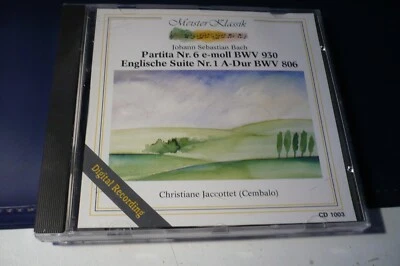 Meister Klassik
Johann Sebastian Bach
Partita Nr. 6 e-moll BWV 930
Englische Suite Nr. 1 A-Dur BWV 806
Digital Recording
Christiane Jaccottet (Cembalo)
CD 1003